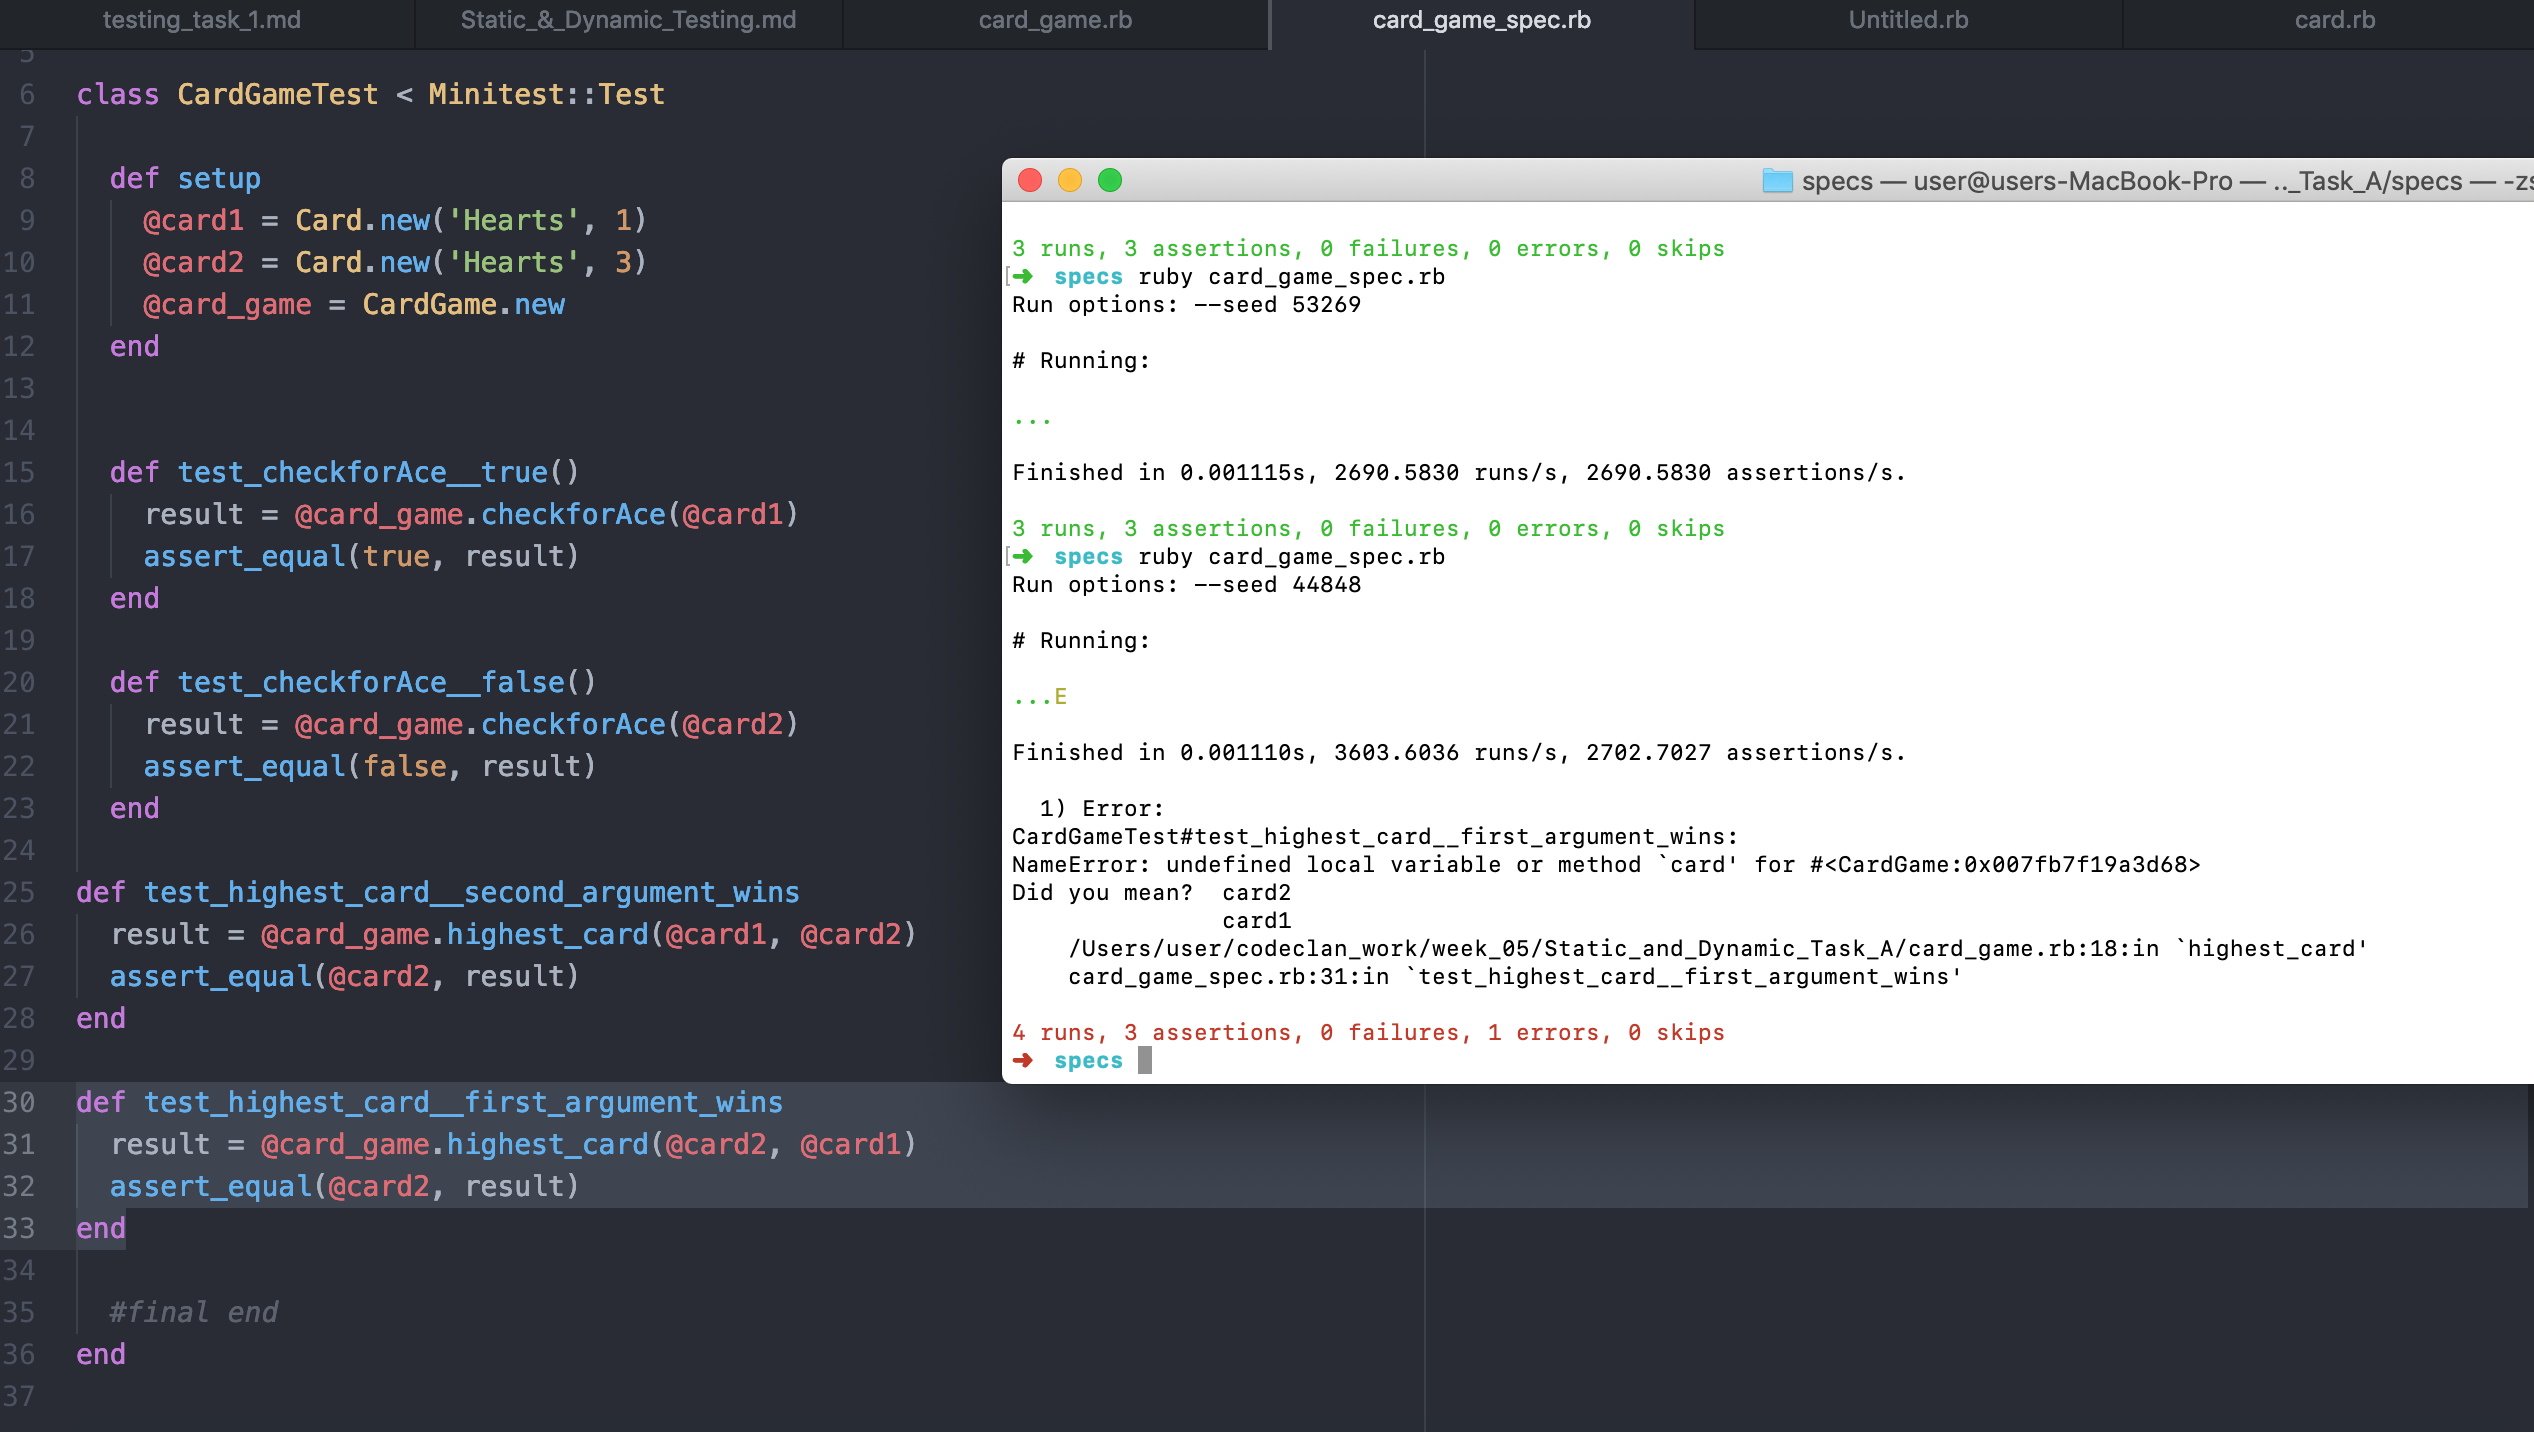 testing_task_1.md
Static_&_Dynamic_Testing.md
card_game.rb
card_game_spec.rb
Untitled.rb
card.rb
5
6 class CardGameTest < Minitest::Test
7
8 def setup
9 @card1 = Card.new('Hearts', 1)
10 @card2 = Card.new('Hearts', 3)
11 @card_game = CardGame.new
12 end
13
14
15 def test_checkforAce__true()
16 result = @card_game.checkforAce(@card1)
17 assert_equal(true, result)
18 end
19
20 def test_checkforAce__false()
21 result = @card_game.checkforAce(@card2)
22 assert_equal(false, result)
23 end
24
25 def test_highest_card__second_argument_wins
26 result = @card_game.highest_card(@card1, @card2)
27 assert_equal(@card2, result)
28 end
29
30 def test_highest_card__first_argument_wins
31 result = @card_game.highest_card(@card2, @card1)
32 assert_equal(@card2, result)
33 end
34
35 #final end
36 end
37
specs — user@users-MacBook-Pro — .._Task_A/specs — -zs
3 runs, 3 assertions, 0 failures, 0 errors, 0 skips
[➜ specs ruby card_game_spec.rb
Run options: --seed 53269
# Running:
...
Finished in 0.001115s, 2690.5830 runs/s, 2690.5830 assertions/s.
3 runs, 3 assertions, 0 failures, 0 errors, 0 skips
[➜ specs ruby card_game_spec.rb
Run options: --seed 44848
# Running:
...E
Finished in 0.001110s, 3603.6036 runs/s, 2702.7027 assertions/s.
1) Error:
CardGameTest#test_highest_card__first_argument_wins:
NameError: undefined local variable or method `card' for #<CardGame:0x007fb7f19a3d68>
Did you mean? card2
card1
/Users/user/codeclan_work/week_05/Static_and_Dynamic_Task_A/card_game.rb:18:in `highest_card'
card_game_spec.rb:31:in `test_highest_card__first_argument_wins'
4 runs, 3 assertions, 0 failures, 1 errors, 0 skips
➜ specs